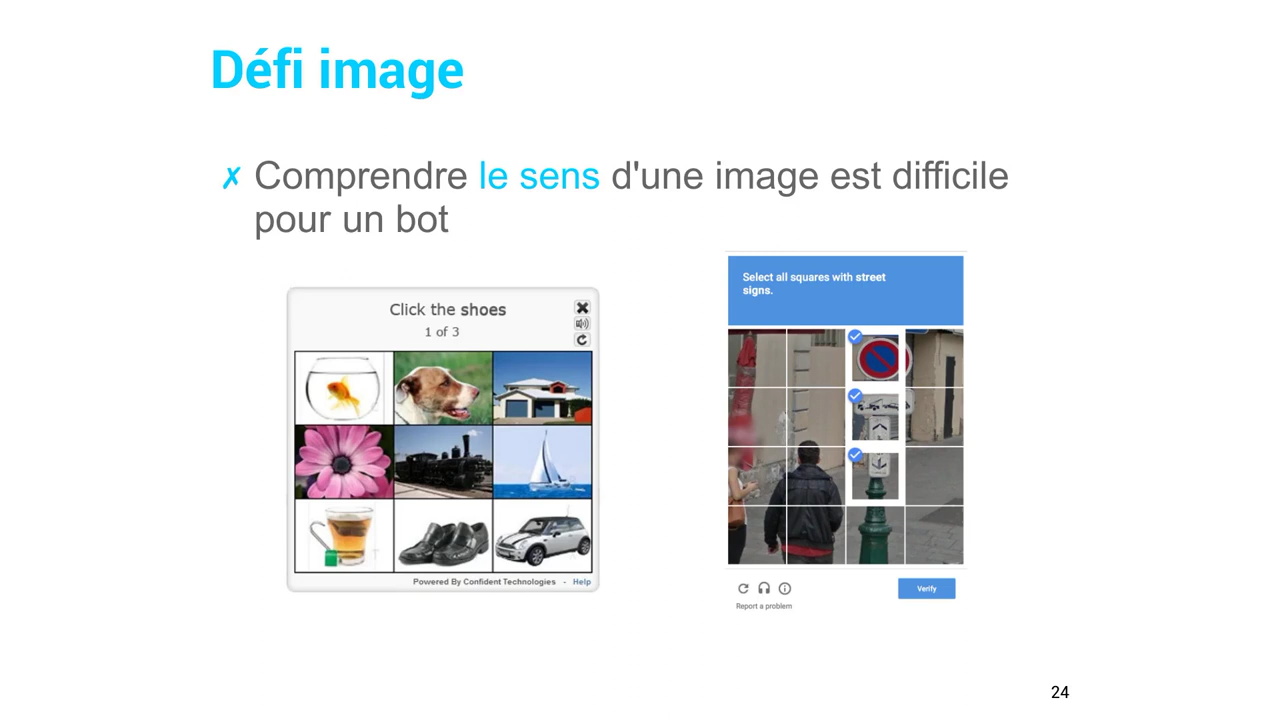 Défi image
✗ Comprendre le sens d'une image est difficile
pour un bot
Click the shoes
1 of 3
Powered By Confident Technologies - Help
Select all squares with street
signs.
Report a problem
Verify
24